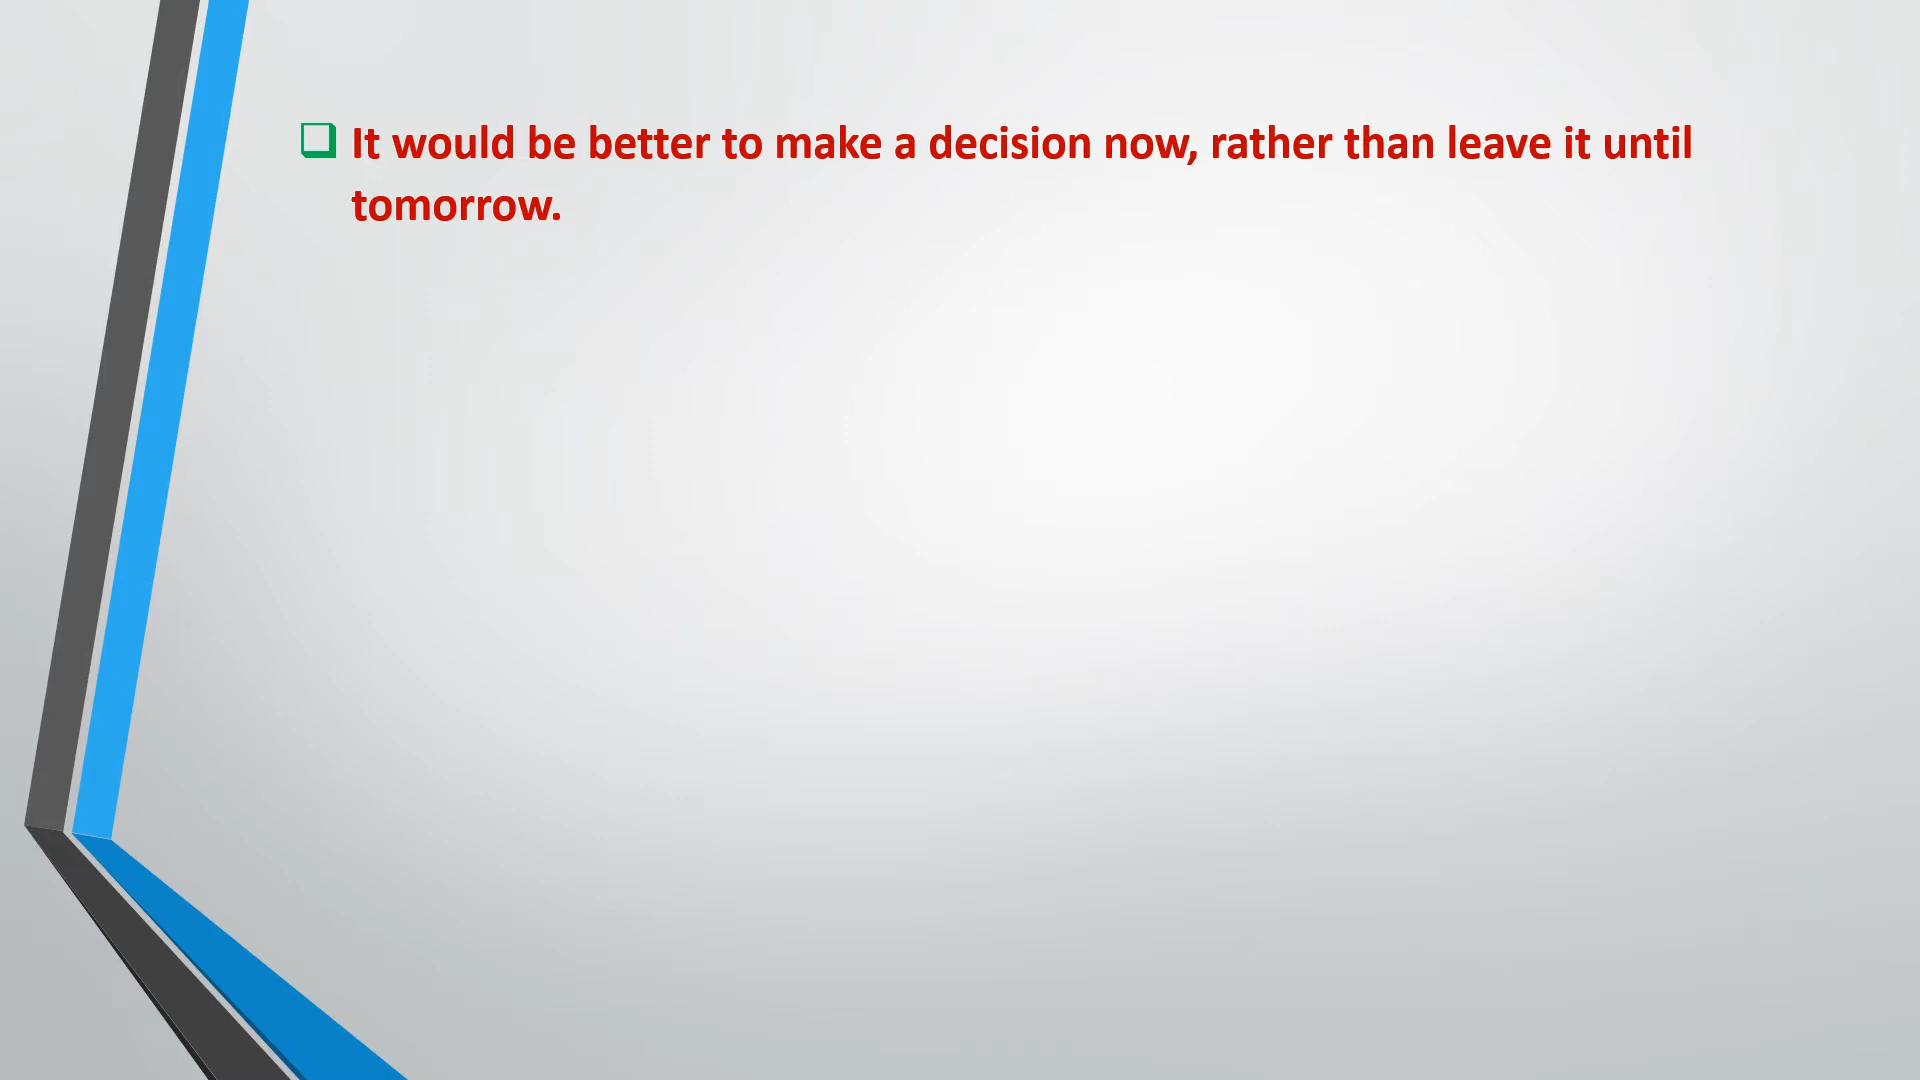 It would be better to make a decision now, rather than leave it until
tomorrow.